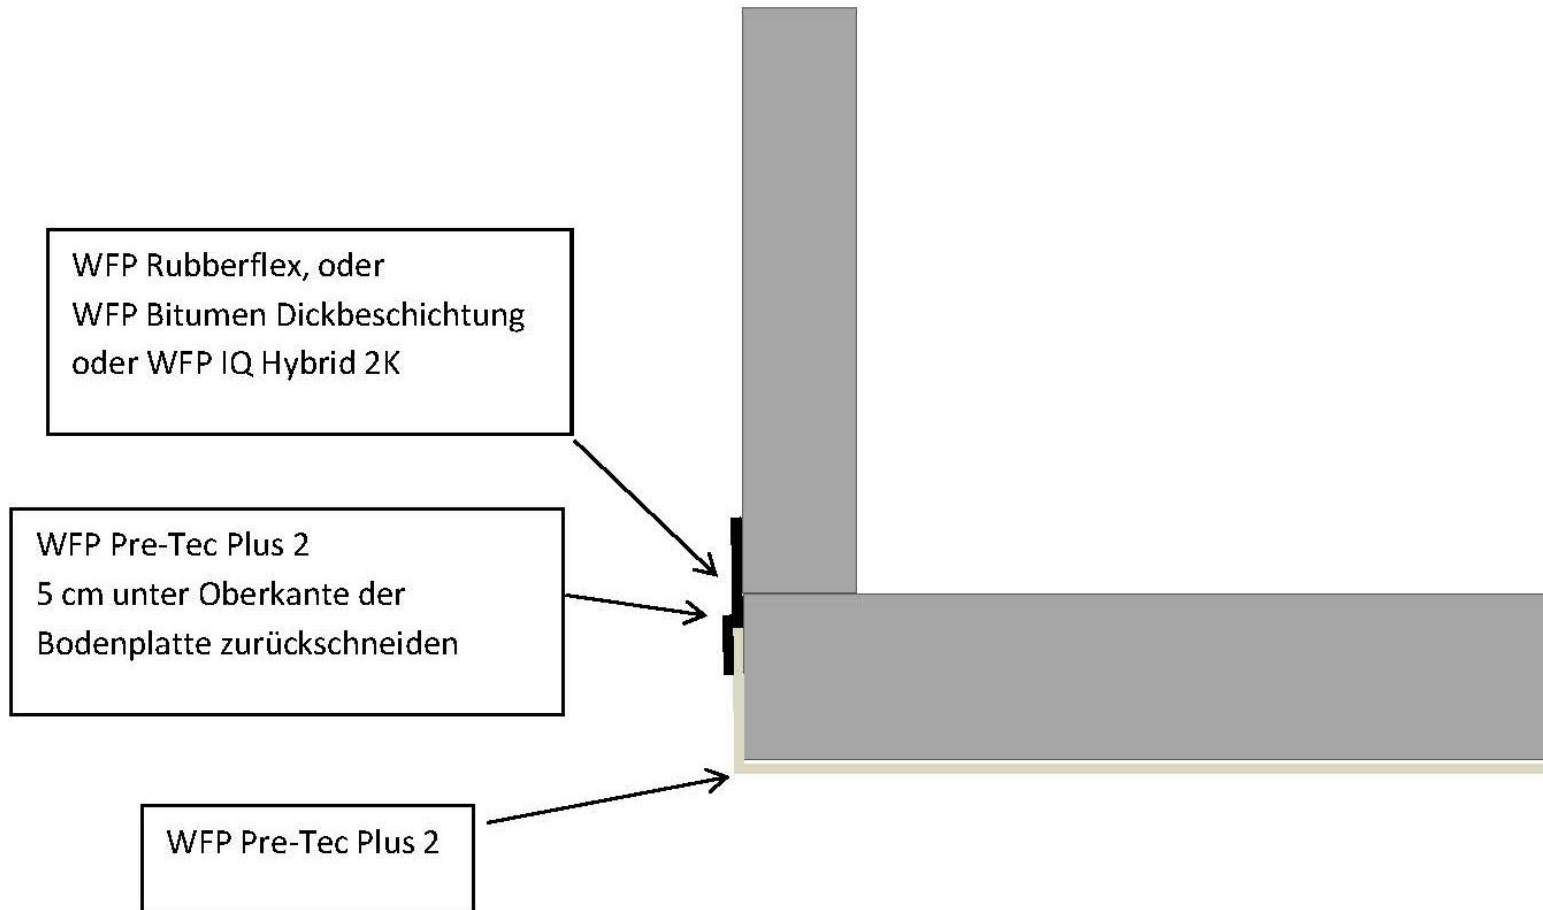 WFP Rubberflex, oder
WFP Bitumen Dickbeschichtung
oder WFP IQ Hybrid 2K
WFP Pre-Tec Plus 2
5 cm unter Oberkante der
Bodenplatte zurückschneiden
WFP Pre-Tec Plus 2